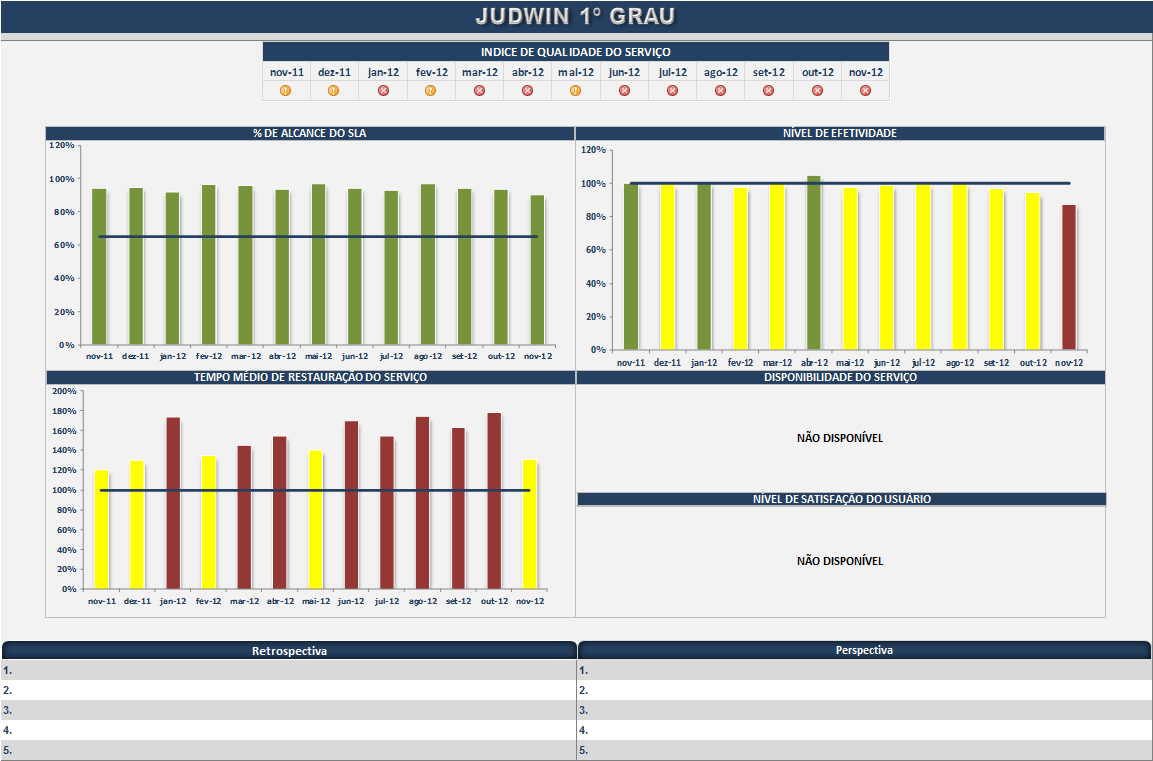 JUDWIN 1º GRAU
INDICE DE QUALIDADE DO SERVIÇO
nov-11 dez-11 jan-12 fev-12 mar-12 abr-12 mai-12 jun-12 jul-12 ago-12 set-12 out-12 nov-12
% DE ALCANCE DO SLA
120%
100%
80%
60%
40%
20%
0%
nov-11 dez-11 jan-12 fev-12 mar-12 abr-12 mai-12 jun-12 jul-12 ago-12 set-12 out-12 nov-12
NÍVEL DE EFETIVIDADE
120%
100%
80%
60%
40%
20%
0%
nov-11 dez-11 jan-12 fev-12 mar-12 abr-12 mai-12 jun-12 jul-12 ago-12 set-12 out-12 nov-12
TEMPO MÉDIO DE RESTAURAÇÃO DO SERVIÇO
200%
180%
160%
140%
120%
100%
80%
60%
40%
20%
0%
nov-11 dez-11 jan-12 fev-12 mar-12 abr-12 mai-12 jun-12 jul-12 ago-12 set-12 out-12 nov-12
DISPONIBILIDADE DO SERVIÇO
NÃO DISPONÍVEL
NÍVEL DE SATISFAÇÃO DO USUÁRIO
NÃO DISPONÍVEL
Retrospectiva
1.
2.
3.
4.
5.
Perspectiva
1.
2.
3.
4.
5.